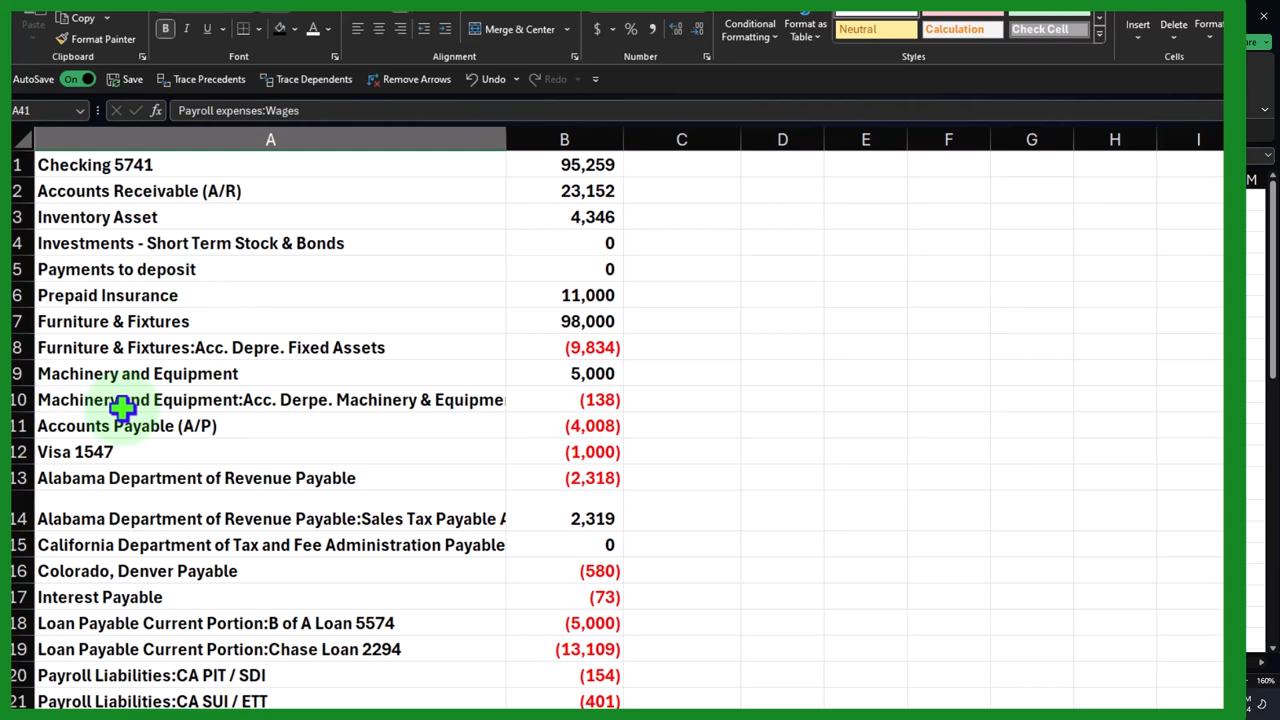 Copy
Format Painter
Clipboard
B I U
Font
Merge & Center
Alignment
$ % ,
Number
Conditional Formatting
Format as Table
Neutral
Calculation
Check Cell
Styles
Insert
Delete
Cells
AutoSave On Save Trace Precedents Trace Dependents Remove Arrows Undo Redo
A41 fx Payroll expenses:Wages
A B C D E F G H I M
1 Checking 5741 95,259
2 Accounts Receivable (A/R) 23,152
3 Inventory Asset 4,346
4 Investments - Short Term Stock & Bonds 0
5 Payments to deposit 0
6 Prepaid Insurance 11,000
7 Furniture & Fixtures 98,000
8 Furniture & Fixtures:Acc. Depre. Fixed Assets (9,834)
9 Machinery and Equipment 5,000
10 Machinery and Equipment:Acc. Derpe. Machinery & Equipme (138)
11 Accounts Payable (A/P) (4,008)
12 Visa 1547 (1,000)
13 Alabama Department of Revenue Payable (2,318)
14 Alabama Department of Revenue Payable:Sales Tax Payable 2,319
15 California Department of Tax and Fee Administration Payable 0
16 Colorado, Denver Payable (580)
17 Interest Payable (73)
18 Loan Payable Current Portion:B of A Loan 5574 (5,000)
19 Loan Payable Current Portion:Chase Loan 2294 (13,109)
20 Payroll Liabilities:CA PIT / SDI (154)
21 Payroll Liabilities:CA SUI / ETT (401)
160%